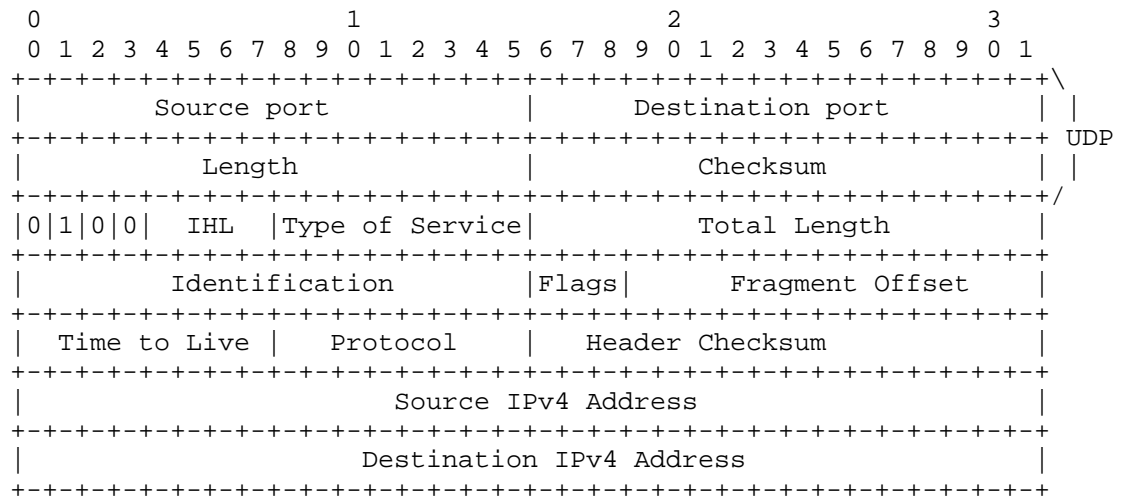 0                   1                   2                   3
 0 1 2 3 4 5 6 7 8 9 0 1 2 3 4 5 6 7 8 9 0 1 2 3 4 5 6 7 8 9 0 1
+-+-+-+-+-+-+-+-+-+-+-+-+-+-+-+-+-+-+-+-+-+-+-+-+-+-+-+-+-+-+-+-+\
|        Source port            |      Destination port         | |
+-+-+-+-+-+-+-+-+-+-+-+-+-+-+-+-+-+-+-+-+-+-+-+-+-+-+-+-+-+-+-+-+ UDP
|           Length              |          Checksum             | |
+-+-+-+-+-+-+-+-+-+-+-+-+-+-+-+-+-+-+-+-+-+-+-+-+-+-+-+-+-+-+-+-+/
|0|1|0|0|  IHL  |Type of Service|          Total Length         |
+-+-+-+-+-+-+-+-+-+-+-+-+-+-+-+-+-+-+-+-+-+-+-+-+-+-+-+-+-+-+-+-+
|         Identification        |Flags|      Fragment Offset    |
+-+-+-+-+-+-+-+-+-+-+-+-+-+-+-+-+-+-+-+-+-+-+-+-+-+-+-+-+-+-+-+-+
|  Time to Live |   Protocol    |   Header Checksum             |
+-+-+-+-+-+-+-+-+-+-+-+-+-+-+-+-+-+-+-+-+-+-+-+-+-+-+-+-+-+-+-+-+
|                       Source IPv4 Address                     |
+-+-+-+-+-+-+-+-+-+-+-+-+-+-+-+-+-+-+-+-+-+-+-+-+-+-+-+-+-+-+-+-+
|                     Destination IPv4 Address                  |
+-+-+-+-+-+-+-+-+-+-+-+-+-+-+-+-+-+-+-+-+-+-+-+-+-+-+-+-+-+-+-+-+